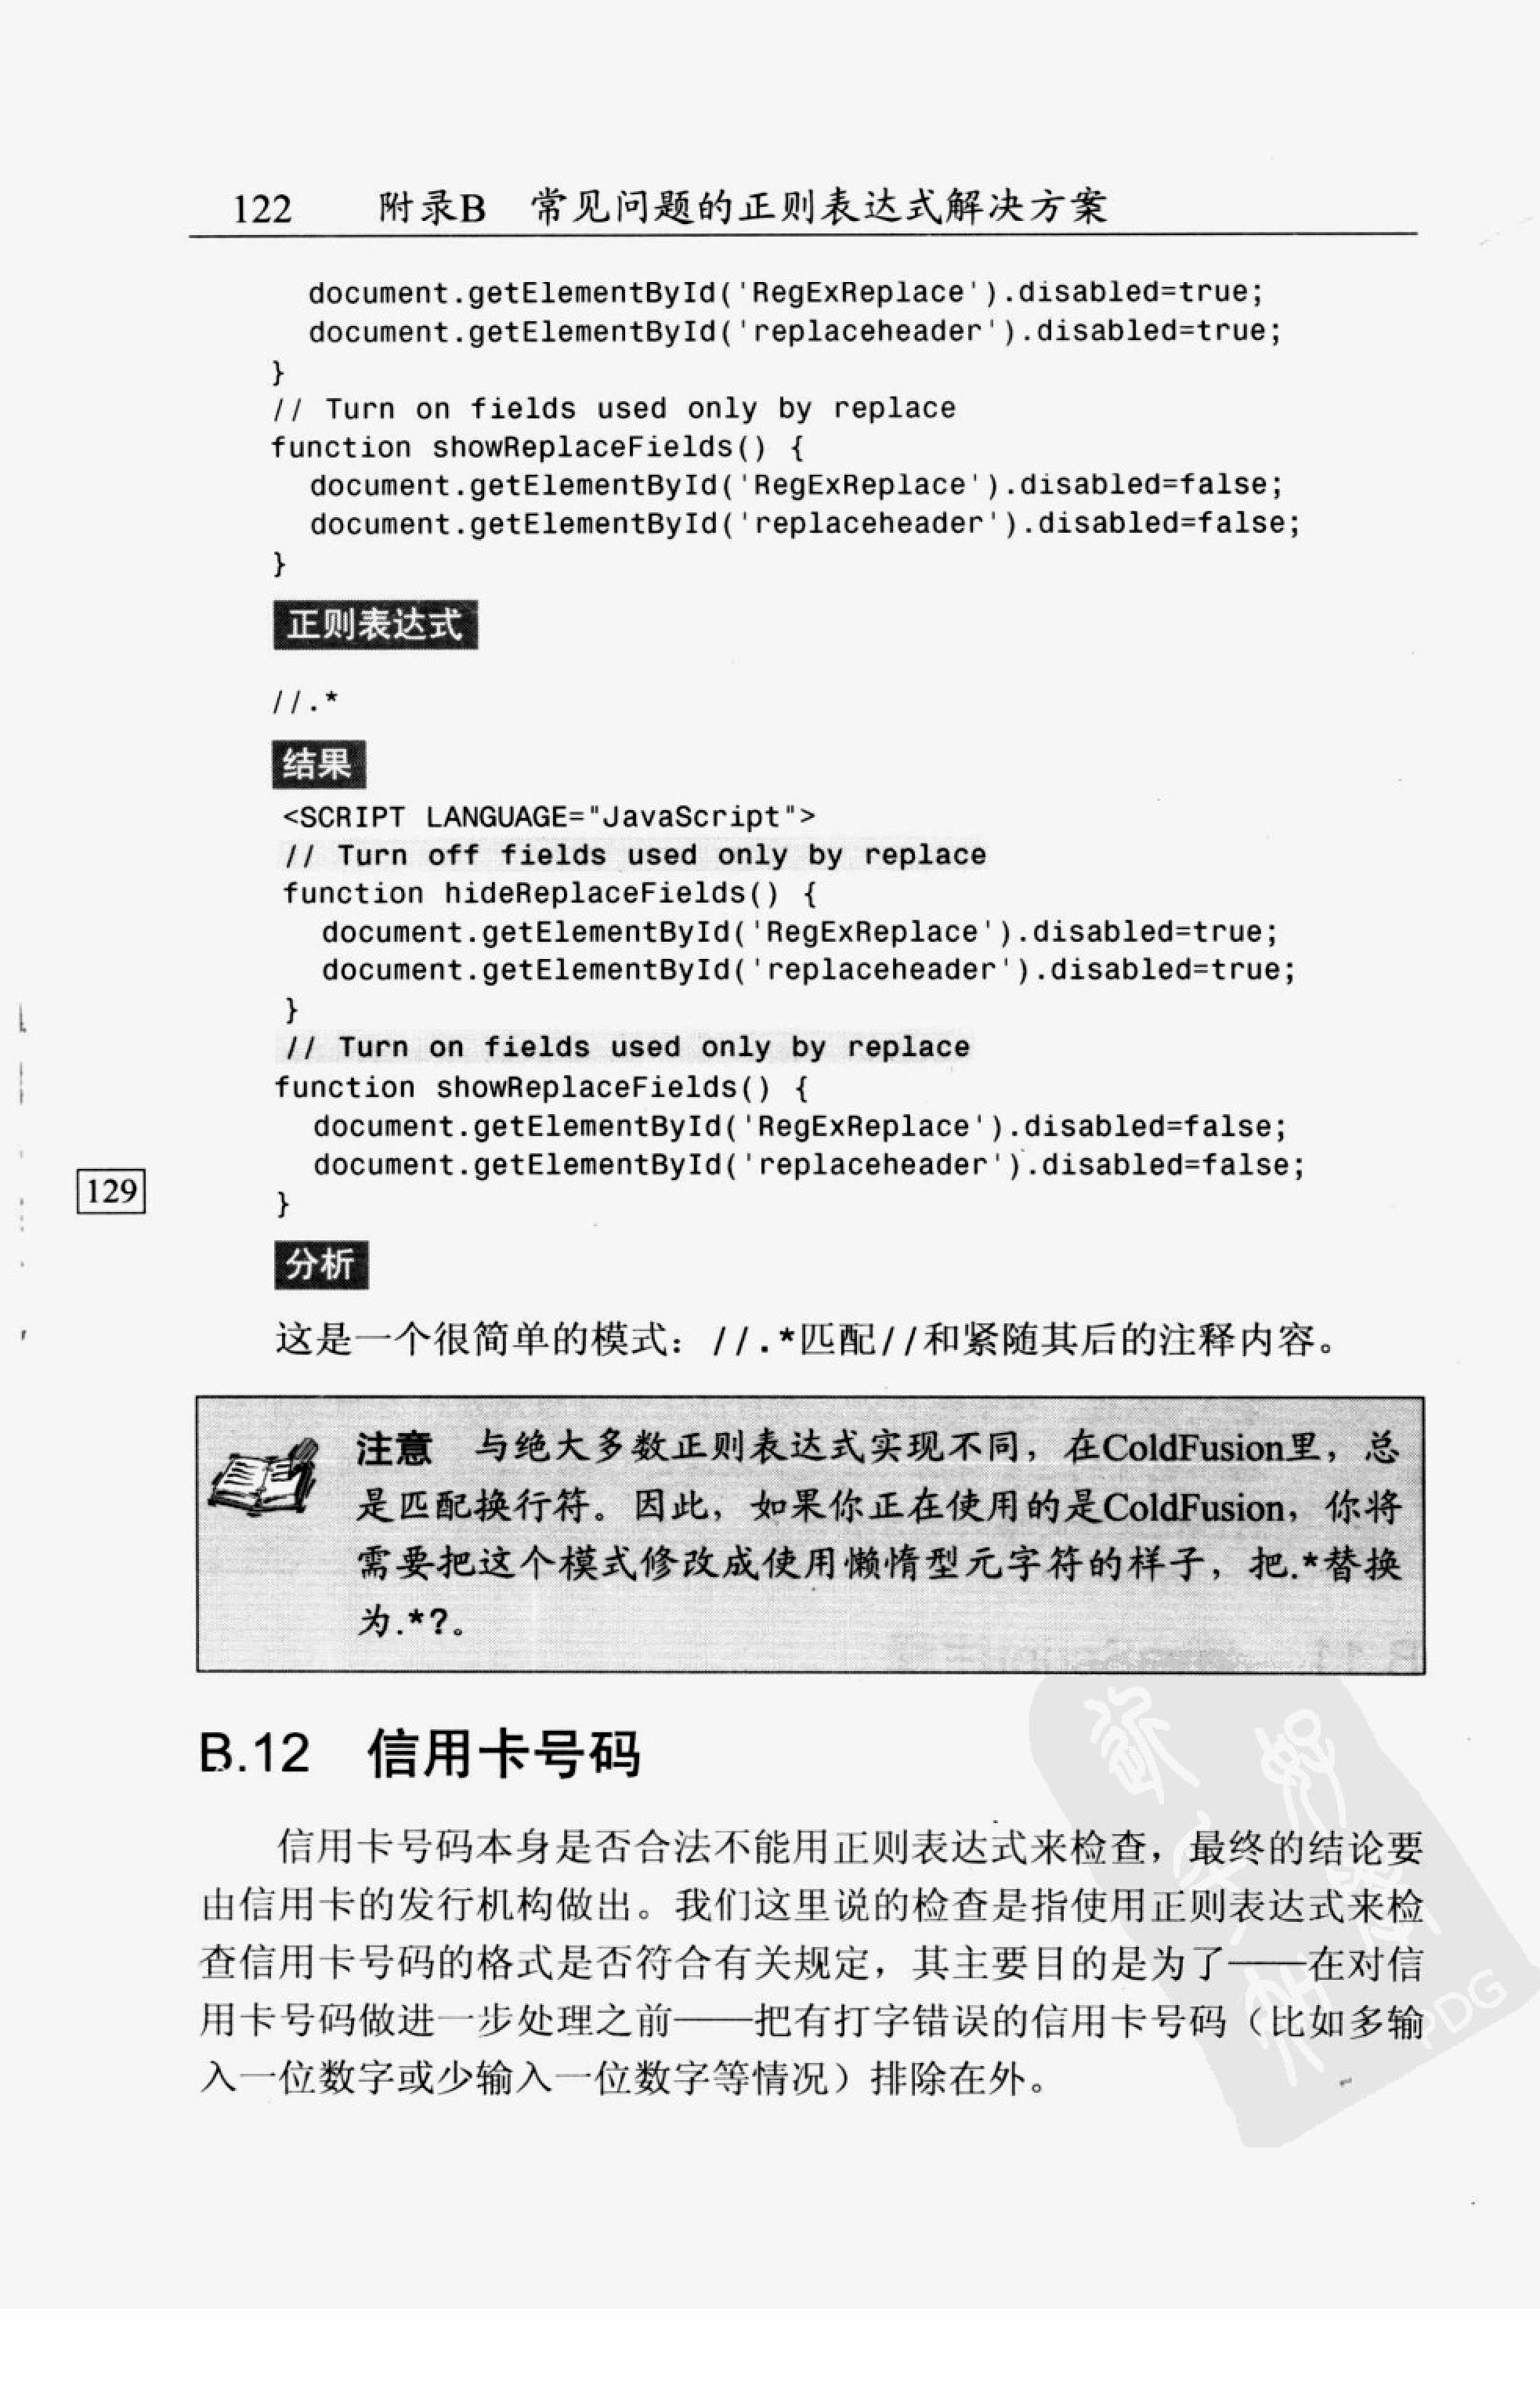 122 附录B 常见问题的正则表达式解决方案
document.getElementById('RegExReplace').disabled=true;
document.getElementById('replaceheader').disabled=true;
}
// Turn on fields used only by replace
function showReplaceFields() {
document.getElementById('RegExReplace').disabled=false;
document.getElementById('replaceheader').disabled=false;
}
正则表达式
//.*
结果
<SCRIPT LANGUAGE="JavaScript">
// Turn off fields used only by replace
function hideReplaceFields() {
document.getElementById('RegExReplace').disabled=true;
document.getElementById('replaceheader').disabled=true;
}
// Turn on fields used only by replace
function showReplaceFields() {
document.getElementById('RegExReplace').disabled=false;
document.getElementById('replaceheader').disabled=false;
129
}
分析
这是一个很简单的模式：//.*匹配//和紧随其后的注释内容。
注意 与绝大多数正则表达式实现不同，在ColdFusion里，总
是匹配换行符。因此，如果你正在使用的是ColdFusion，你将
需要把这个模式修改成使用懒惰型元字符的样子，把.*替换
为.*?。
B.12 信用卡号码
信用卡号码本身是否合法不能用正则表达式来检查，最终的结论要
由信用卡的发行机构做出。我们这里说的检查是指使用正则表达式来检
查信用卡号码的格式是否符合有关规定，其主要目的是为了——在对信
用卡号码做进一步处理之前——把有打字错误的信用卡号码（比如多输
入一位数字或少输入一位数字等情况）排除在外。
PDG